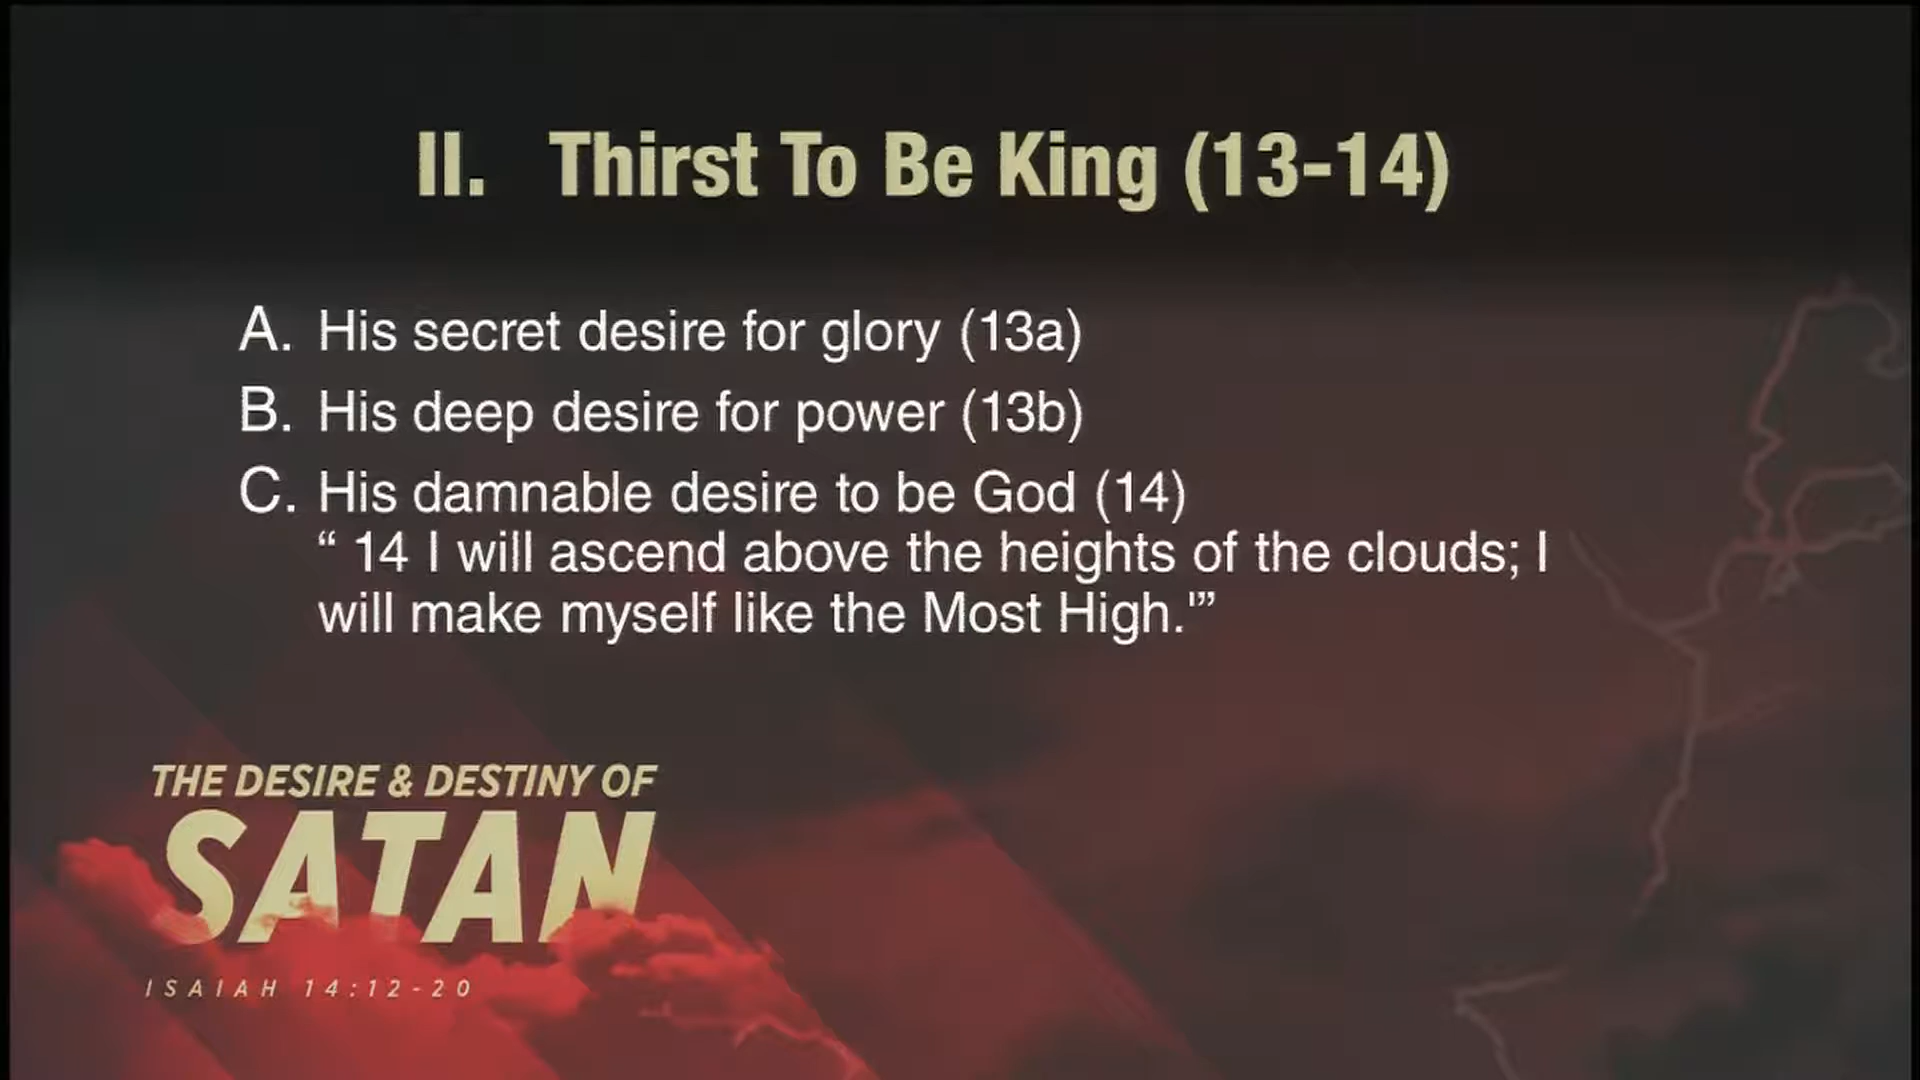 II. Thirst To Be King (13-14)
A. His secret desire for glory (13a)
B. His deep desire for power (13b)
C. His damnable desire to be God (14)
“ 14 I will ascend above the heights of the clouds; I
will make myself like the Most High.'”
THE DESIRE & DESTINY OF
SATAN
ISAIAH 14:12-20